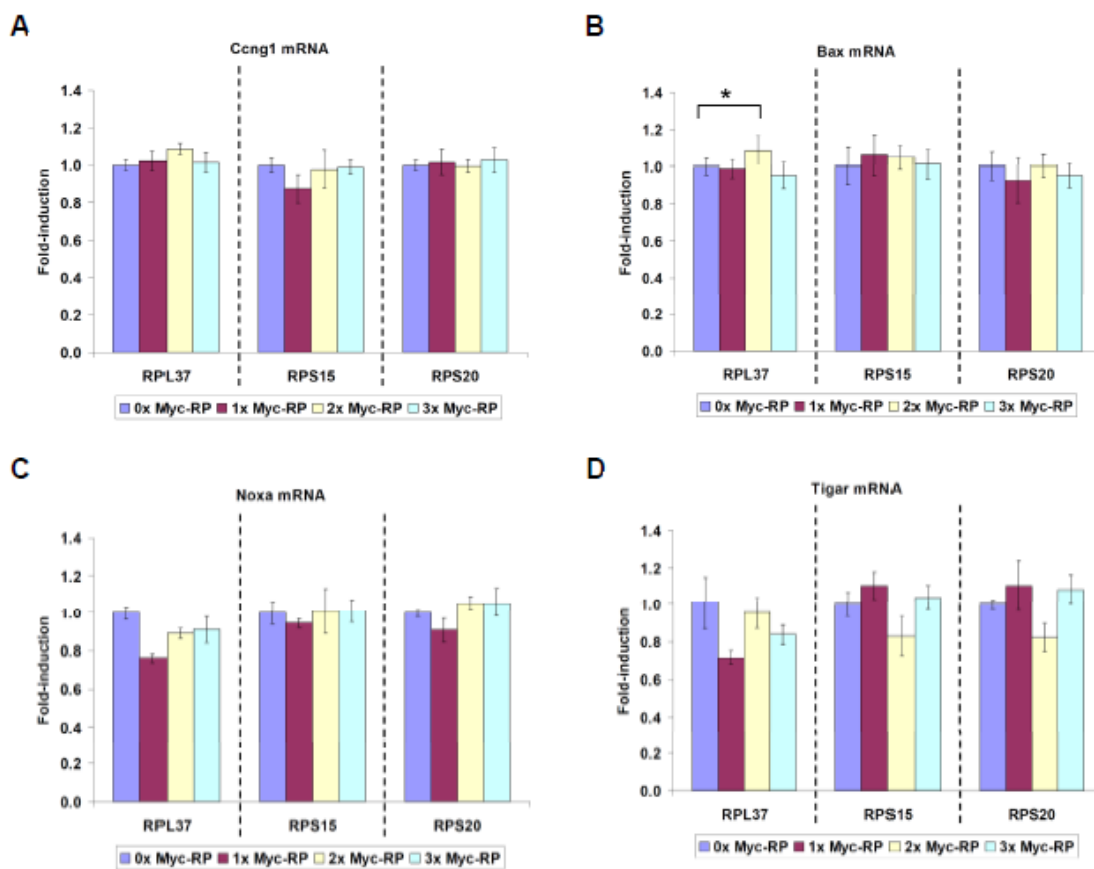 A
Ccng1 mRNA
Fold-induction
1.4
1.2
1.0
0.8
0.6
0.4
0.2
0.0
RPL37 RPS15 RPS20
0x Myc-RP 1x Myc-RP 2x Myc-RP 3x Myc-RP
B
Bax mRNA
*
Fold-induction
1.4
1.2
1.0
0.8
0.6
0.4
0.2
0.0
RPL37 RPS15 RPS20
0x Myc-RP 1x Myc-RP 2x Myc-RP 3x Myc-RP
C
Noxa mRNA
Fold-induction
1.4
1.2
1.0
0.8
0.6
0.4
0.2
0.0
RPL37 RPS15 RPS20
0x Myc-RP 1x Myc-RP 2x Myc-RP 3x Myc-RP
D
Tigar mRNA
Fold-induction
1.4
1.2
1.0
0.8
0.6
0.4
0.2
0.0
RPL37 RPS15 RPS20
0x Myc-RP 1x Myc-RP 2x Myc-RP 3x Myc-RP